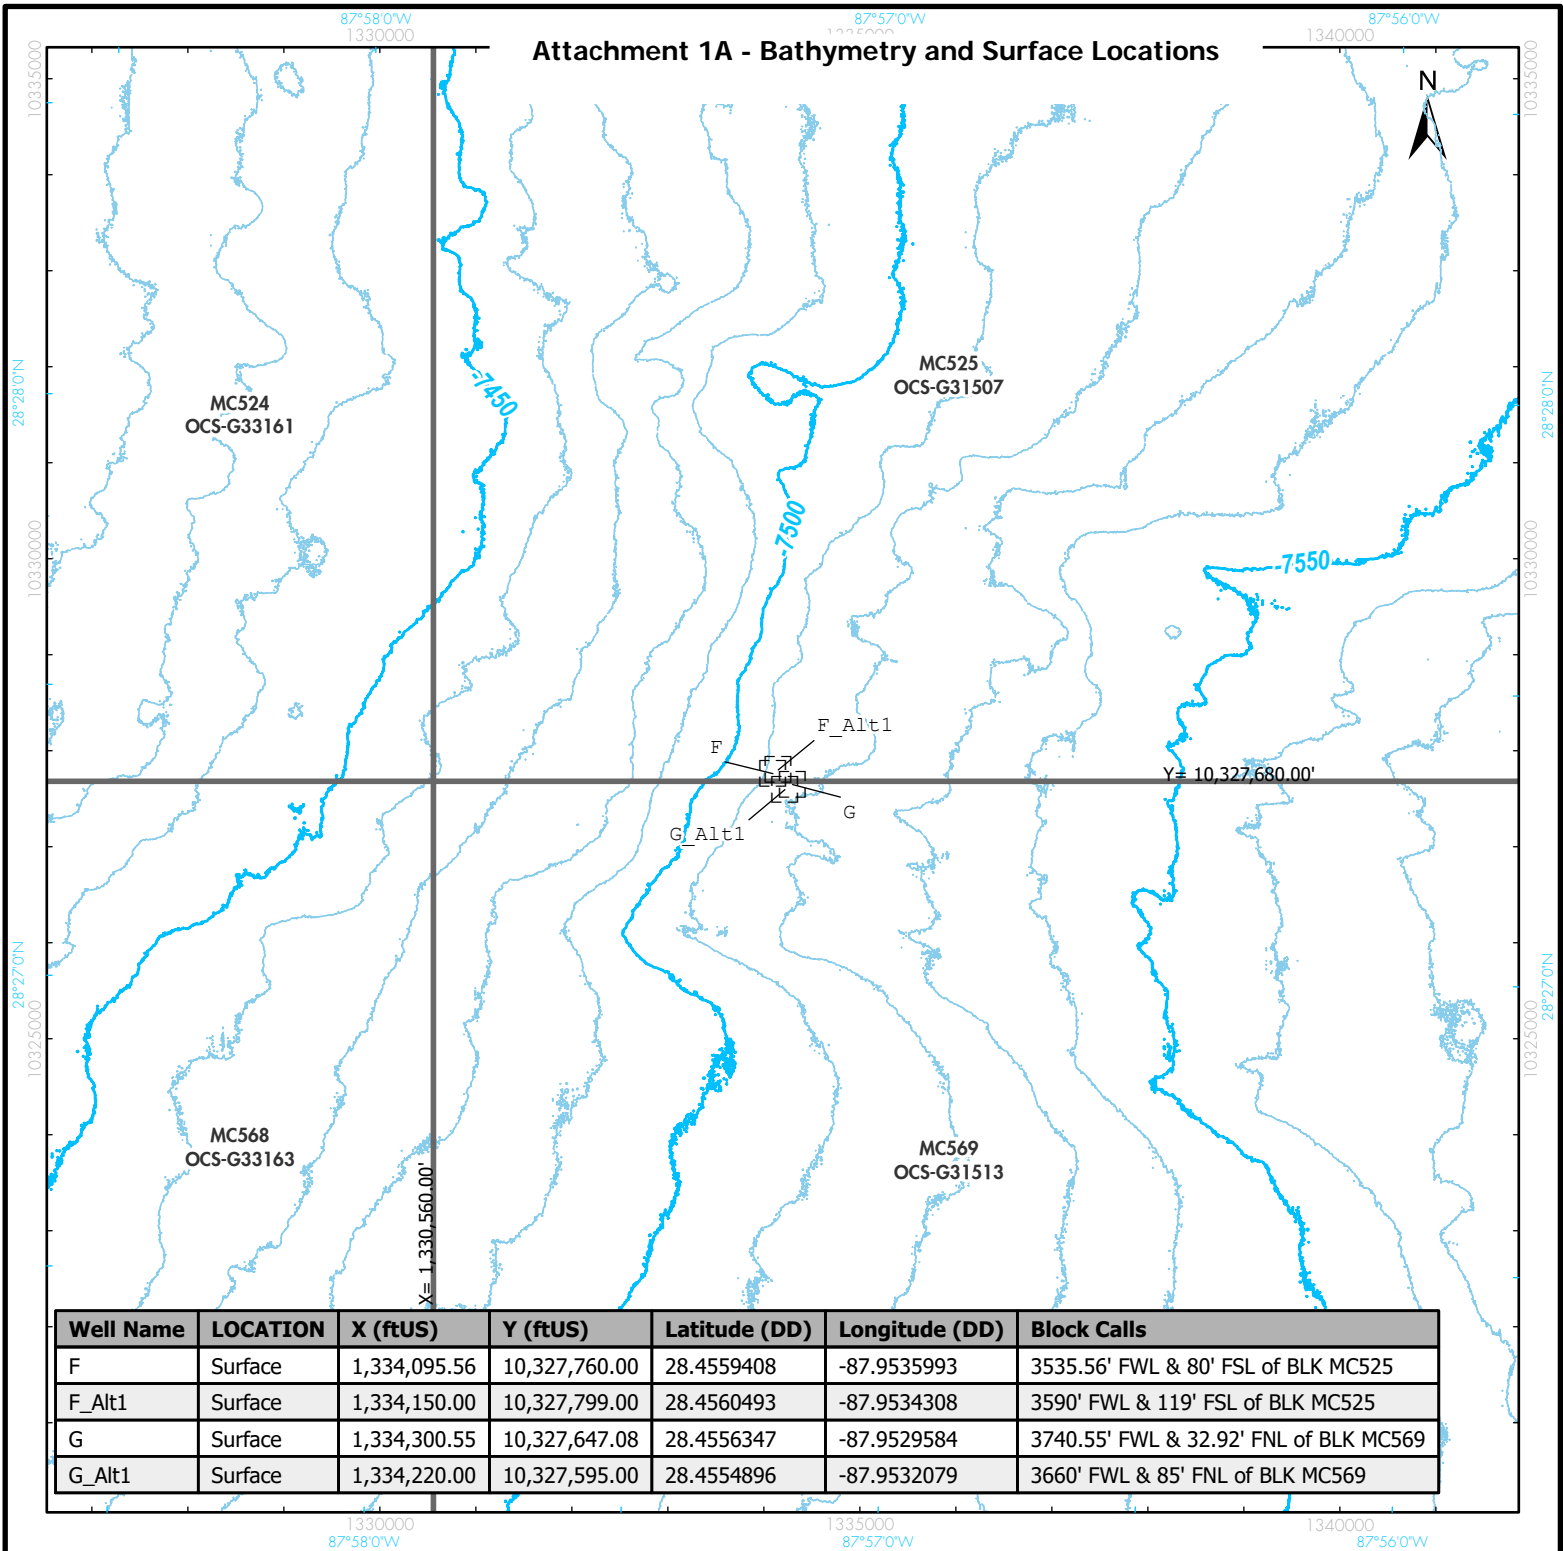 87°58'0"W 87°57'0"W 87°56'0"W
1330000 1335000 1340000
Attachment 1A - Bathymetry and Surface Locations
10335000 10335000
N
MC525
OCS-G31507
28°28'0"N 28°28'0"N
-7450
MC524
OCS-G33161
-7500
10330000 10330000
-7550
F_Alt1
F
Y= 10,327,680.00'
G
G_Alt1
28°27'0"N 28°27'0"N
10325000 10325000
MC568
OCS-G33163
MC569
OCS-G31513
X= 1,330,560.00'
Well Name LOCATION X (ftUS) Y (ftUS) Latitude (DD) Longitude (DD) Block Calls
F Surface 1,334,095.56 10,327,760.00 28.4559408 -87.9535993 3535.56' FWL & 80' FSL of BLK MC525
F_Alt1 Surface 1,334,150.00 10,327,799.00 28.4560493 -87.9534308 3590' FWL & 119' FSL of BLK MC525
G Surface 1,334,300.55 10,327,647.08 28.4556347 -87.9529584 3740.55' FWL & 32.92' FNL of BLK MC569
G_Alt1 Surface 1,334,220.00 10,327,595.00 28.4554896 -87.9532079 3660' FWL & 85' FNL of BLK MC569
1330000 1335000 1340000
87°58'0"W 87°57'0"W 87°56'0"W